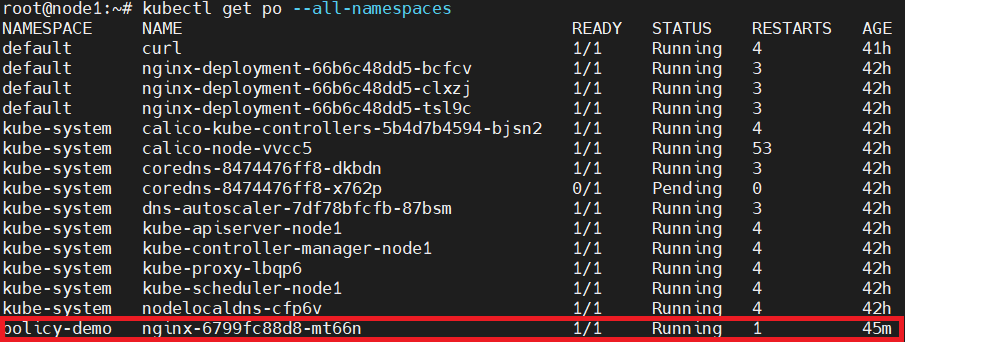 root@node1:~# kubectl get po --all-namespaces
NAMESPACE     NAME                                       READY   STATUS    RESTARTS   AGE
default       curl                                       1/1     Running   4          41h
default       nginx-deployment-66b6c48dd5-bcfcv          1/1     Running   3          42h
default       nginx-deployment-66b6c48dd5-clxzj          1/1     Running   3          42h
default       nginx-deployment-66b6c48dd5-tsl9c          1/1     Running   3          42h
kube-system   calico-kube-controllers-5b4d7b4594-bjsn2   1/1     Running   4          42h
kube-system   calico-node-vvcc5                          1/1     Running   53         42h
kube-system   coredns-8474476ff8-dkbdn                   1/1     Running   3          42h
kube-system   coredns-8474476ff8-x762p                   0/1     Pending   0          42h
kube-system   dns-autoscaler-7df78bfcfb-87bsm            1/1     Running   3          42h
kube-system   kube-apiserver-node1                       1/1     Running   4          42h
kube-system   kube-controller-manager-node1              1/1     Running   4          42h
kube-system   kube-proxy-lbqp6                           1/1     Running   4          42h
kube-system   kube-scheduler-node1                       1/1     Running   4          42h
kube-system   nodelocaldns-cfp6v                         1/1     Running   4          42h
policy-demo   nginx-6799fc88d8-mt66n                     1/1     Running   1          45m